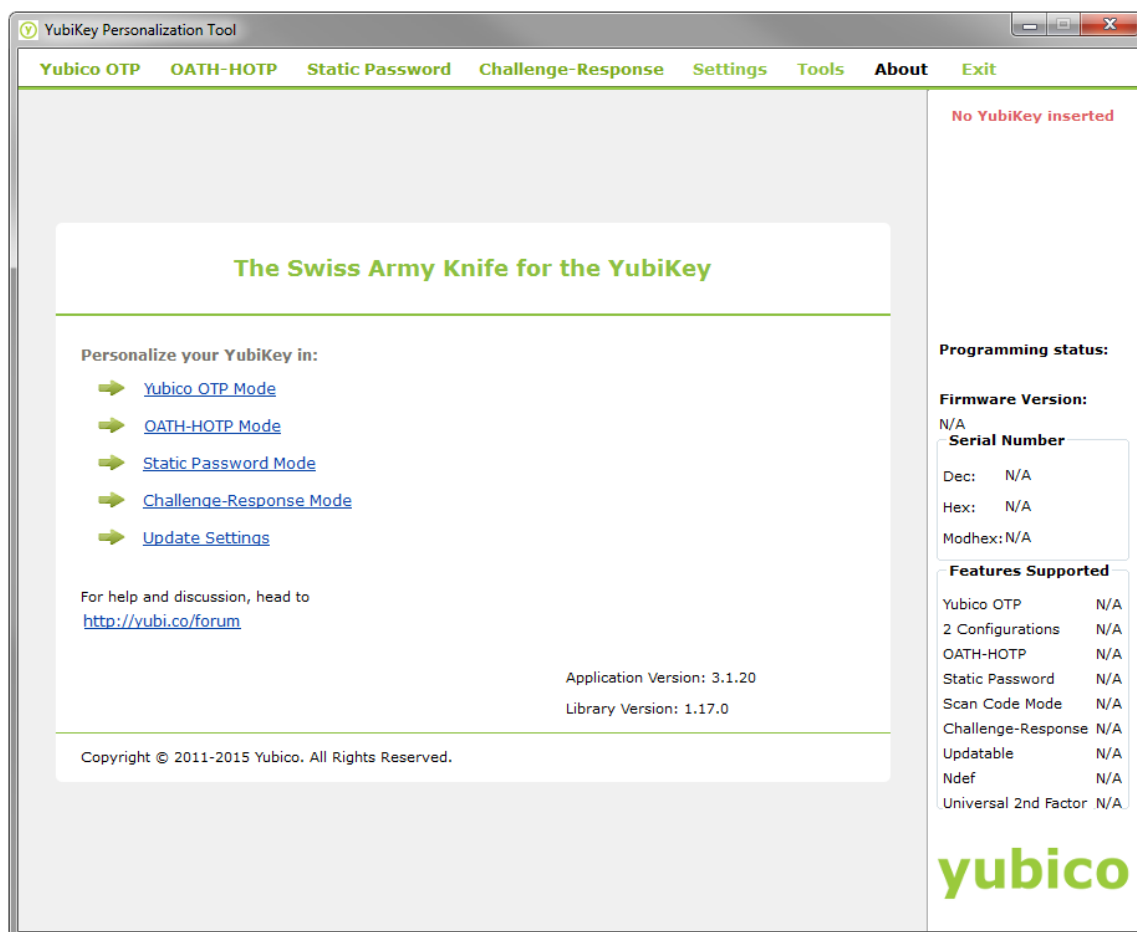 YubiKey Personalization Tool
Yubico OTP OATH-HOTP Static Password Challenge-Response Settings Tools About Exit
No YubiKey inserted
The Swiss Army Knife for the YubiKey
Personalize your YubiKey in:
Yubico OTP Mode
OATH-HOTP Mode
Static Password Mode
Challenge-Response Mode
Update Settings
For help and discussion, head to
http://yubi.co/forum
Application Version: 3.1.20
Library Version: 1.17.0
Copyright © 2011-2015 Yubico. All Rights Reserved.
Programming status:
Firmware Version:
N/A
Serial Number
Dec: N/A
Hex: N/A
Modhex: N/A
Features Supported
Yubico OTP N/A
2 Configurations N/A
OATH-HOTP N/A
Static Password N/A
Scan Code Mode N/A
Challenge-Response N/A
Updatable N/A
Ndef N/A
Universal 2nd Factor N/A
yubico